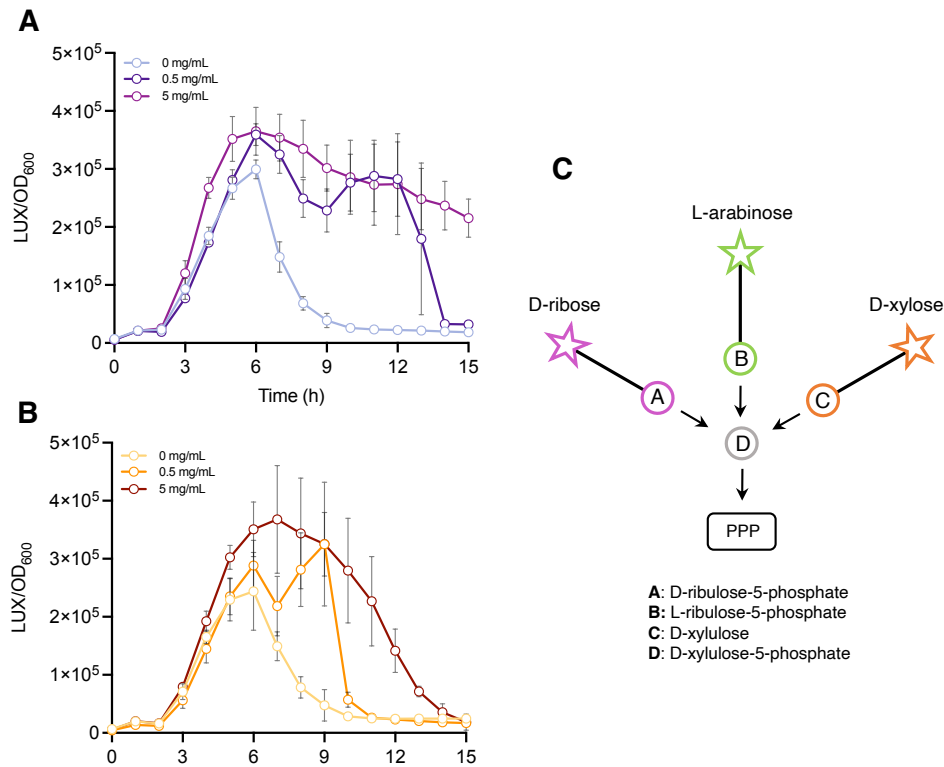 A
5×10⁵
4×10⁵
3×10⁵
2×10⁵
1×10⁵
0
LUX/OD₆₀₀
0 mg/mL
0.5 mg/mL
5 mg/mL
0 3 6 9 12 15
Time (h)
B
5×10⁵
4×10⁵
3×10⁵
2×10⁵
1×10⁵
0
LUX/OD₆₀₀
0 mg/mL
0.5 mg/mL
5 mg/mL
0 3 6 9 12 15
C
L-arabinose
D-ribose
D-xylose
B
A
C
D
PPP
A: D-ribulose-5-phosphate
B: L-ribulose-5-phosphate
C: D-xylulose
D: D-xylulose-5-phosphate